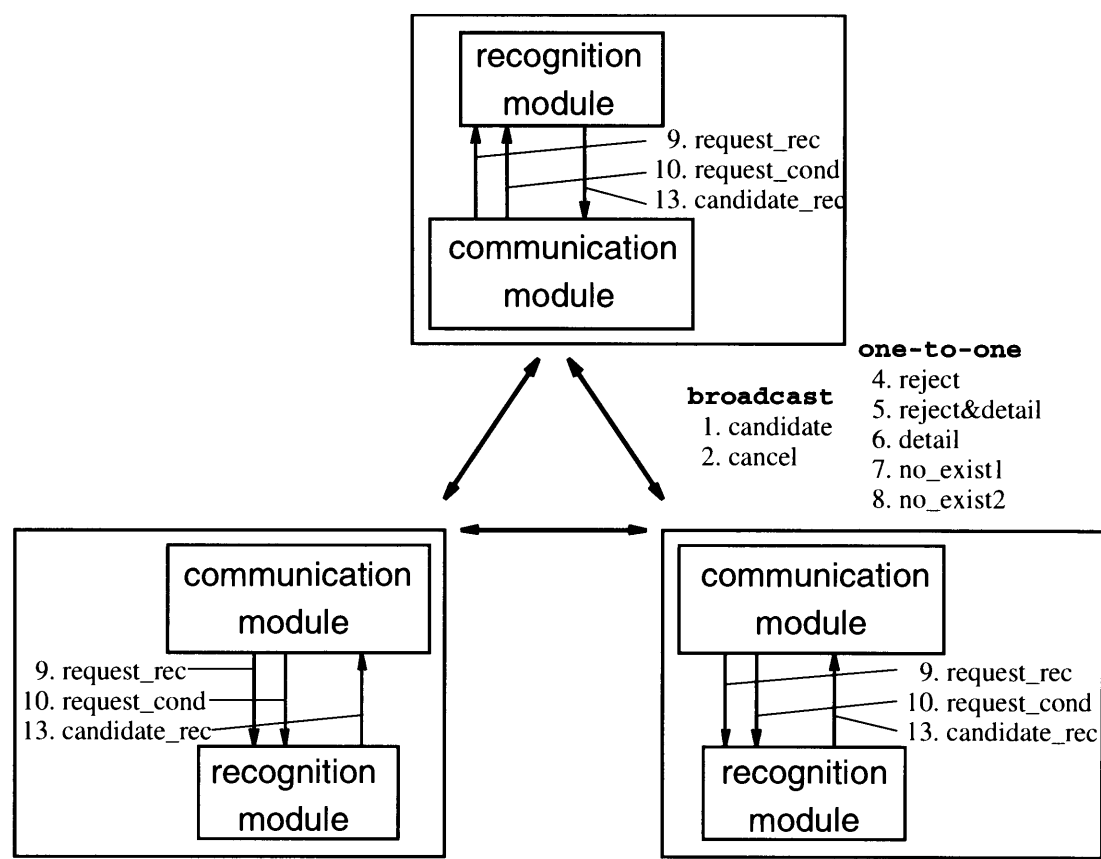 recognition
module
9. request_rec
10. request_cond
13. candidate_rec
communication
module
one-to-one
4. reject
5. reject&detail
6. detail
7. no_exist1
8. no_exist2
broadcast
1. candidate
2. cancel
communication
module
9. request_rec
10. request_cond
13. candidate_rec
recognition
module
communication
module
9. request_rec
10. request_cond
13. candidate_rec
recognition
module